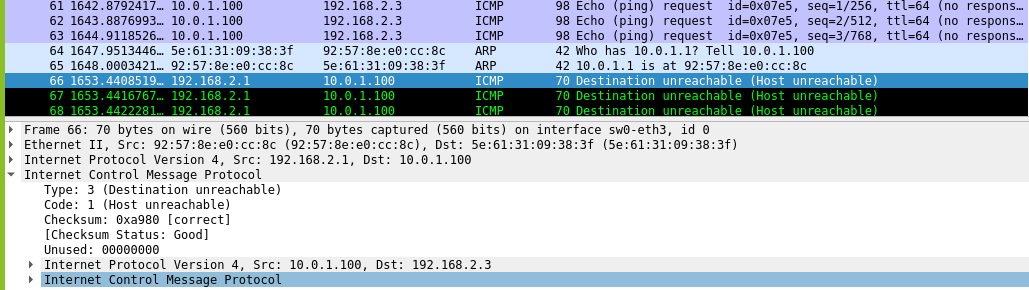 61 1642.8792417… 10.0.1.100 192.168.2.3 ICMP 98 Echo (ping) request id=0x07e5, seq=1/256, ttl=64 (no respons…
62 1643.8876993… 10.0.1.100 192.168.2.3 ICMP 98 Echo (ping) request id=0x07e5, seq=2/512, ttl=64 (no respons…
63 1644.9118526… 10.0.1.100 192.168.2.3 ICMP 98 Echo (ping) request id=0x07e5, seq=3/768, ttl=64 (no respons…
64 1647.9513446… 5e:61:31:09:38:3f 92:57:8e:e0:cc:8c ARP 42 Who has 10.0.1.1? Tell 10.0.1.100
65 1648.0003421… 92:57:8e:e0:cc:8c 5e:61:31:09:38:3f ARP 42 10.0.1.1 is at 92:57:8e:e0:cc:8c
66 1653.4408519… 192.168.2.1 10.0.1.100 ICMP 70 Destination unreachable (Host unreachable)
67 1653.4416767… 192.168.2.1 10.0.1.100 ICMP 70 Destination unreachable (Host unreachable)
68 1653.4422281… 192.168.2.1 10.0.1.100 ICMP 70 Destination unreachable (Host unreachable)
Frame 66: 70 bytes on wire (560 bits), 70 bytes captured (560 bits) on interface sw0-eth3, id 0
Ethernet II, Src: 92:57:8e:e0:cc:8c (92:57:8e:e0:cc:8c), Dst: 5e:61:31:09:38:3f (5e:61:31:09:38:3f)
Internet Protocol Version 4, Src: 192.168.2.1, Dst: 10.0.1.100
Internet Control Message Protocol
Type: 3 (Destination unreachable)
Code: 1 (Host unreachable)
Checksum: 0xa980 [correct]
[Checksum Status: Good]
Unused: 00000000
Internet Protocol Version 4, Src: 10.0.1.100, Dst: 192.168.2.3
Internet Control Message Protocol